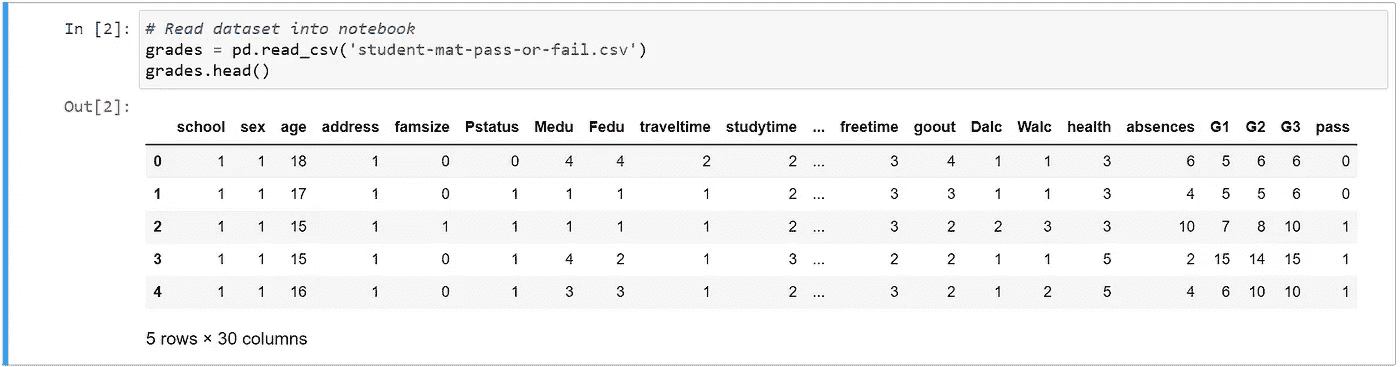 In [2]: # Read dataset into notebook
grades = pd.read_csv('student-mat-pass-or-fail.csv')
grades.head()
Out[2]:
school sex age address famsize Pstatus Medu Fedu traveltime studytime ... freetime goout Dalc Walc health absences G1 G2 G3 pass
0 1 1 18 1 0 0 4 4 2 2 ... 3 4 1 1 3 6 5 6 6 0
1 1 1 17 1 0 1 1 1 1 2 ... 3 3 1 1 3 4 5 5 6 0
2 1 1 15 1 1 1 1 1 1 2 ... 3 2 2 3 3 10 7 8 10 1
3 1 1 15 1 0 1 4 2 1 3 ... 2 2 1 1 5 2 15 14 15 1
4 1 1 16 1 0 1 3 3 1 2 ... 3 2 1 2 5 4 6 10 10 1
5 rows × 30 columns